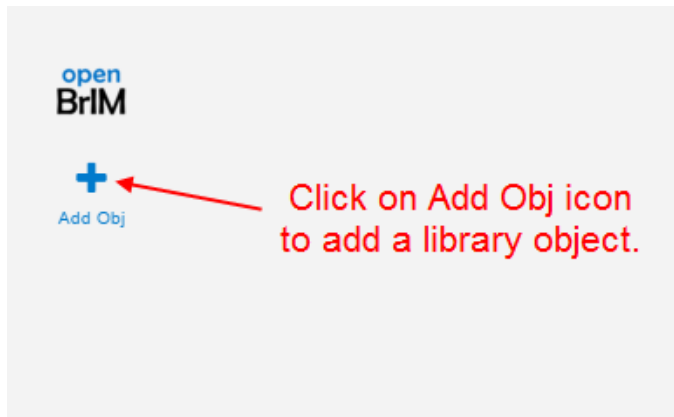 open
BrIM
Add Obj
Click on Add Obj icon
to add a library object.